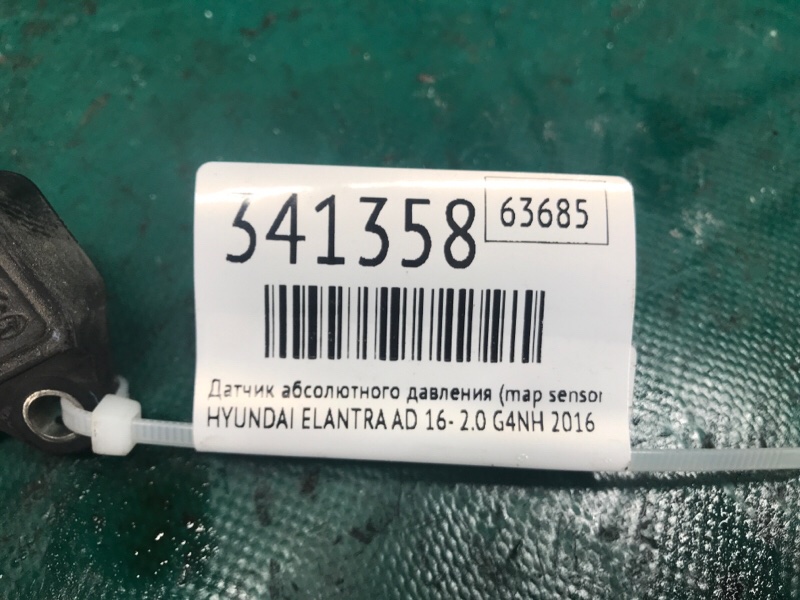 341358
63685
Датчик абсолютного давления (map sensor
HYUNDAI ELANTRA AD 16- 2.0 G4NH 2016